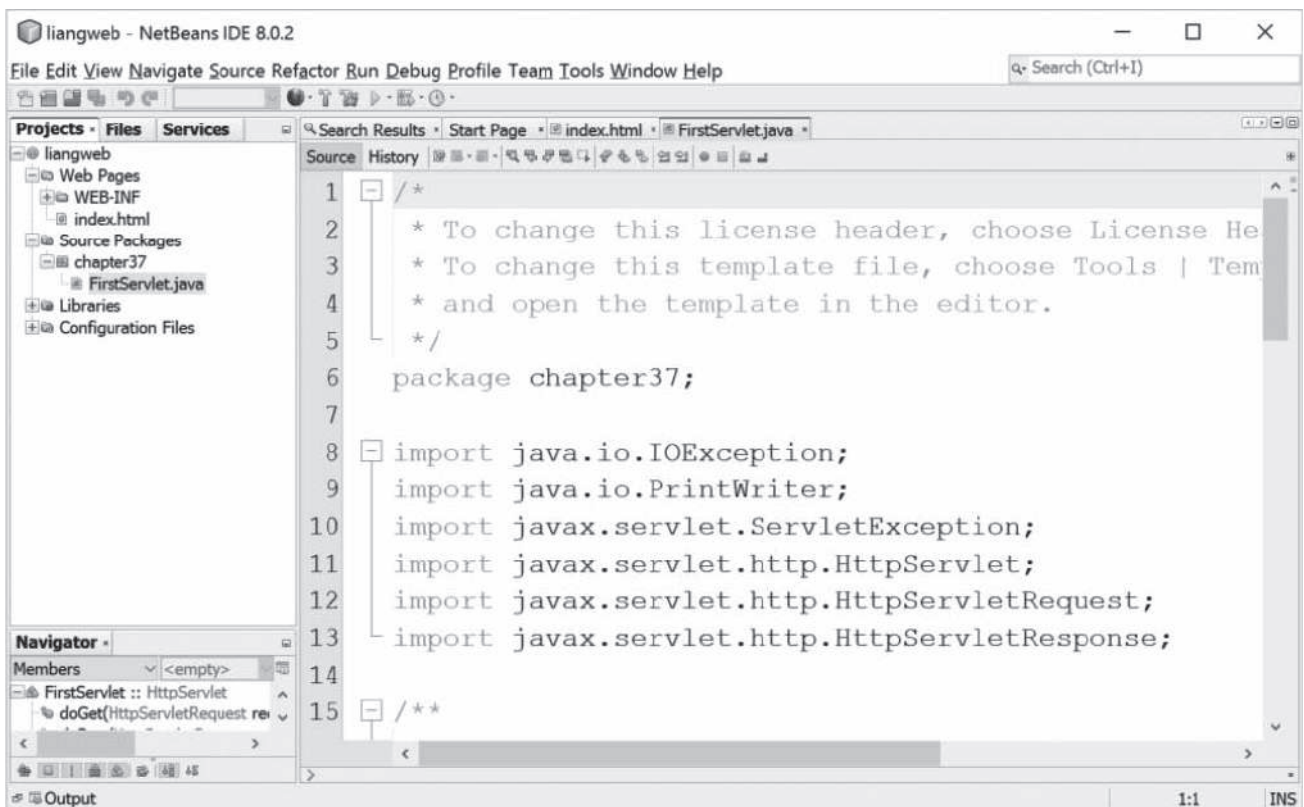 liangweb - NetBeans IDE 8.0.2
File Edit View Navigate Source Refactor Run Debug Profile Team Tools Window Help
Search (Ctrl+I)
Projects Files Services
liangweb
Web Pages
WEB-INF
index.html
Source Packages
chapter37
FirstServlet.java
Libraries
Configuration Files
Navigator
Members <empty>
FirstServlet :: HttpServlet
doGet(HttpServletRequest re
Search Results Start Page index.html FirstServlet.java
Source History
1 /*
2 * To change this license header, choose License He
3 * To change this template file, choose Tools | Tem
4 * and open the template in the editor.
5 */
6 package chapter37;
7
8 import java.io.IOException;
9 import java.io.PrintWriter;
10 import javax.servlet.ServletException;
11 import javax.servlet.http.HttpServlet;
12 import javax.servlet.http.HttpServletRequest;
13 import javax.servlet.http.HttpServletResponse;
14
15 /**
Output
1:1 INS